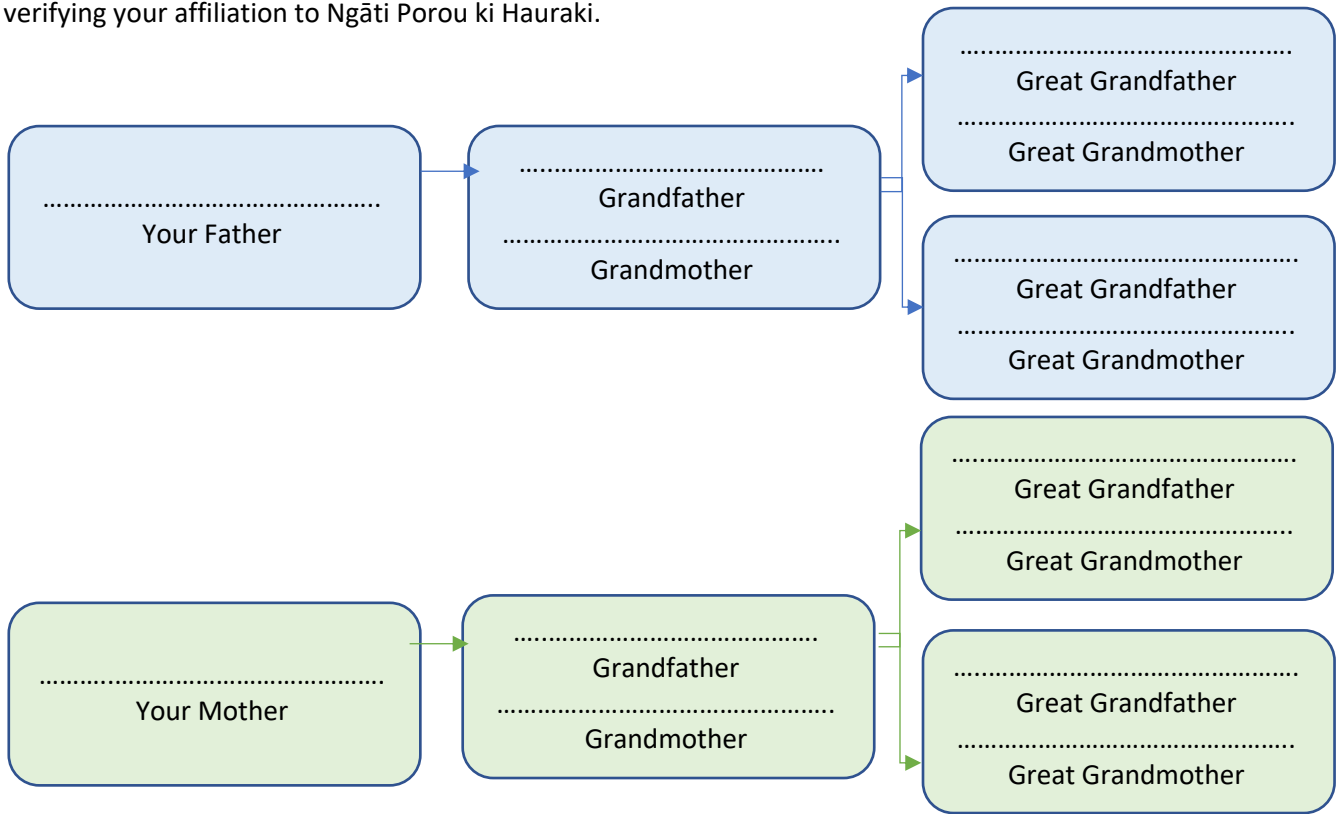 verifying your affiliation to Ngāti Porou ki Hauraki.
…………………………………………..
Your Father
…..………………………………….
Grandfather
…………………………………………..
Grandmother
…..………………………………….….
Great Grandfather
…………………………………………..
Great Grandmother
………..………………………………….
Great Grandfather
…………………………………………..
Great Grandmother
………..………………………………….
Your Mother
…..………………………………….
Grandfather
…………………………………………..
Grandmother
…..……………………………………….
Great Grandfather
…………………………………………..
Great Grandmother
…..……………………………………….
Great Grandfather
…………………………………………..
Great Grandmother